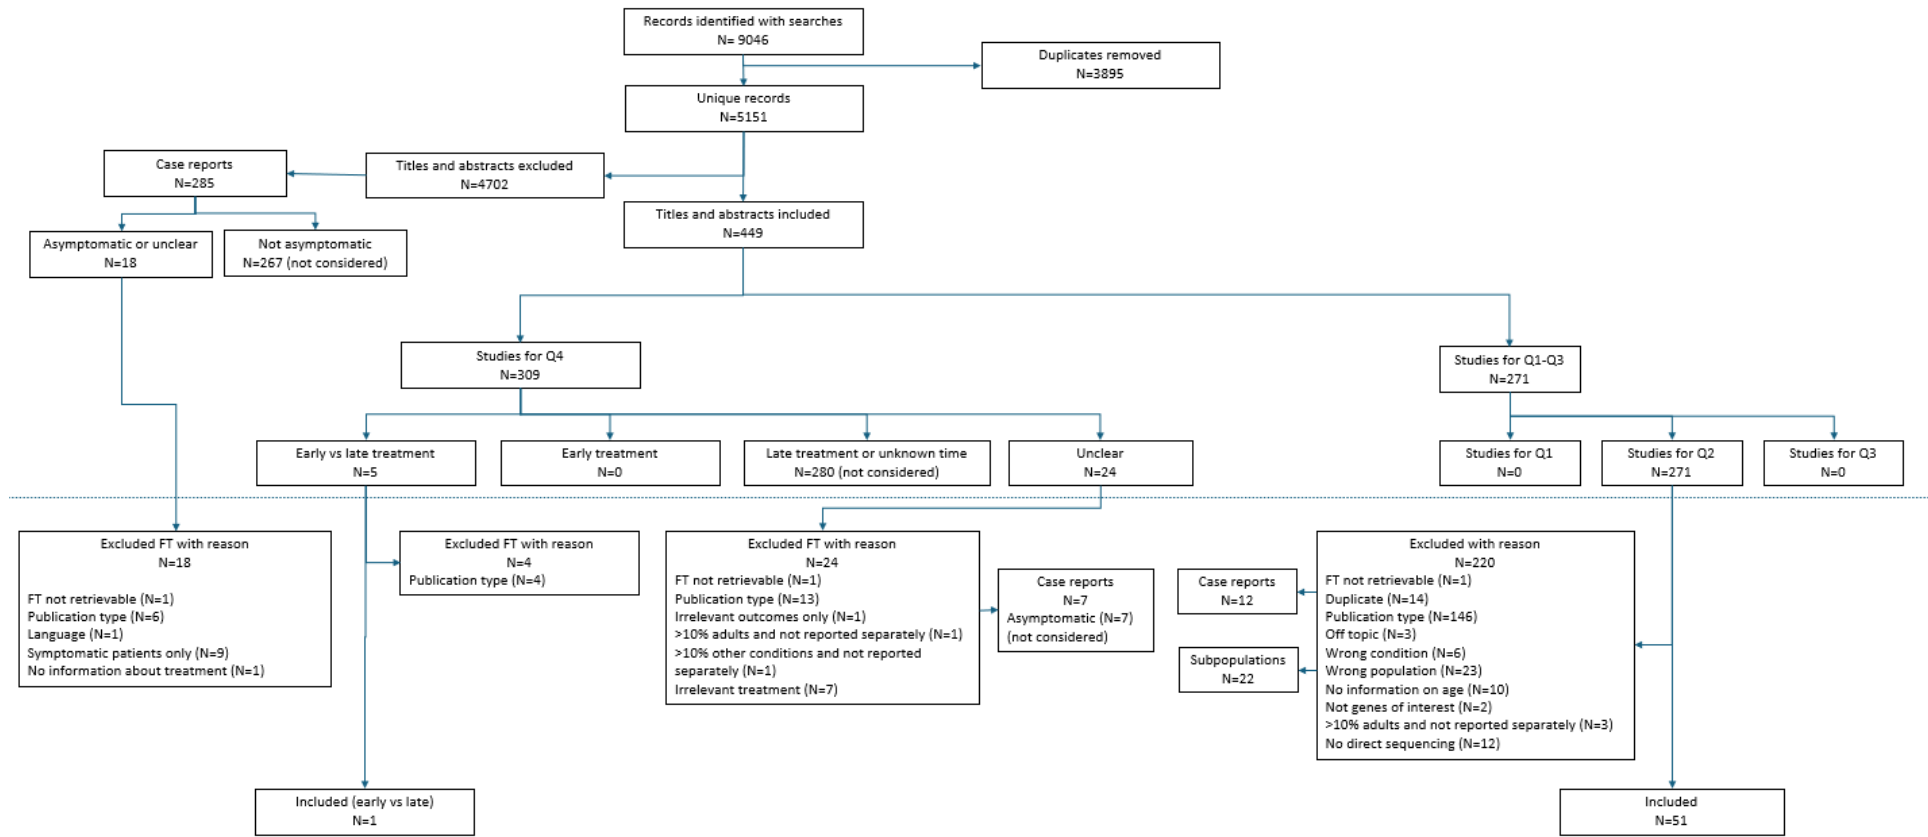 Records identified with searches
N= 9046
Duplicates removed
N=3895
Unique records
N=5151
Case reports
N=285
Titles and abstracts excluded
N=4702
Titles and abstracts included
N=449
Asymptomatic or unclear
N=18
Not asymptomatic
N=267 (not considered)
Studies for Q4
N=309
Studies for Q1-Q3
N=271
Early vs late treatment
N=5
Early treatment
N=0
Late treatment or unknown time
N=280 (not considered)
Unclear
N=24
Studies for Q1
N=0
Studies for Q2
N=271
Studies for Q3
N=0
Excluded FT with reason
N=18
FT not retrievable (N=1)
Publication type (N=6)
Language (N=1)
Symptomatic patients only (N=9)
No information about treatment (N=1)
Excluded FT with reason
N=4
Publication type (N=4)
Excluded FT with reason
N=24
FT not retrievable (N=1)
Publication type (N=13)
Irrelevant outcomes only (N=1)
>10% adults and not reported separately (N=1)
>10% other conditions and not reported
separately (N=1)
Irrelevant treatment (N=7)
Case reports
N=7
Asymptomatic (N=7)
(not considered)
Case reports
N=12
Subpopulations
N=22
Excluded with reason
N=220
FT not retrievable (N=1)
Duplicate (N=14)
Publication type (N=146)
Off topic (N=3)
Wrong condition (N=6)
Wrong population (N=23)
No information on age (N=10)
Not genes of interest (N=2)
>10% adults and not reported separately (N=3)
No direct sequencing (N=12)
Included (early vs late)
N=1
Included
N=51